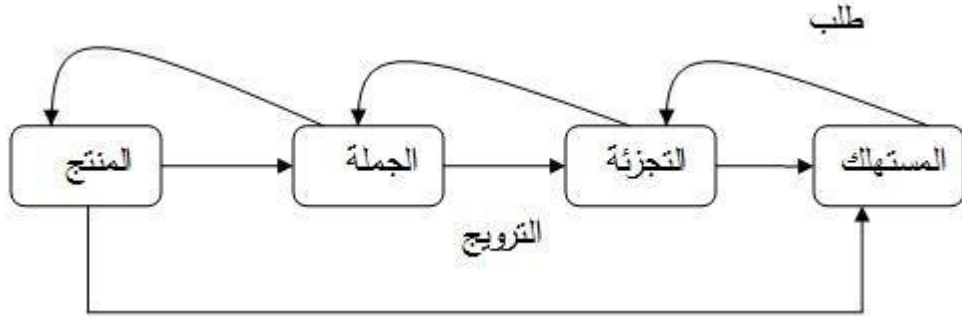 طلب
المنتج
الجملة
التجزئة
المستهلك
الترويج